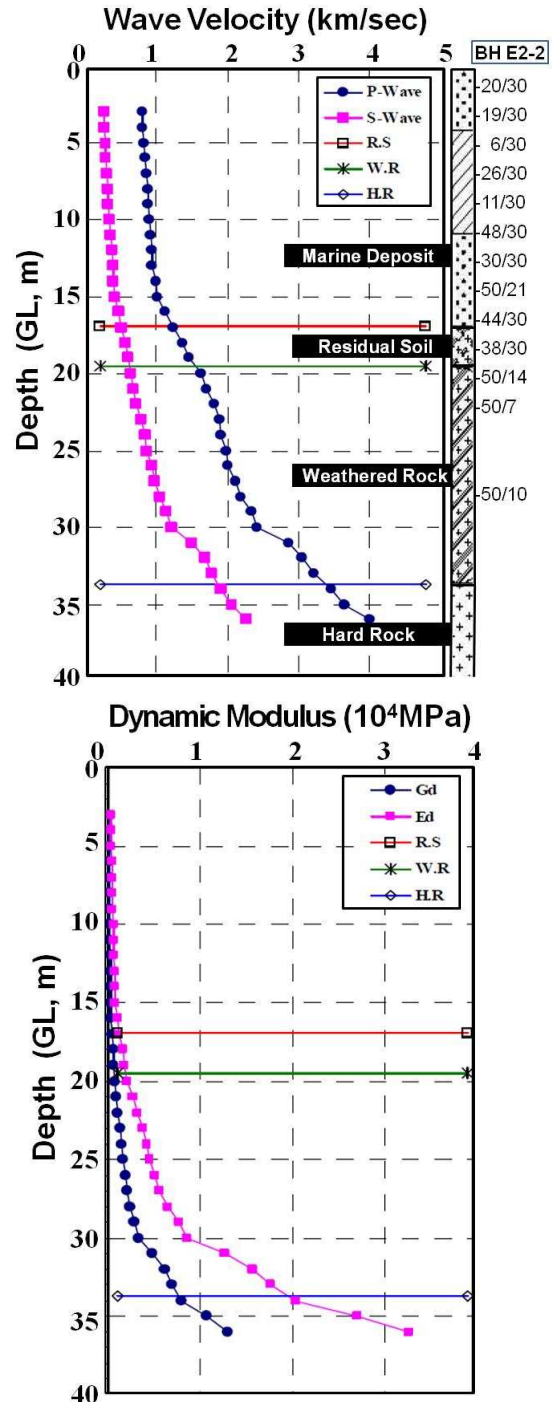 Wave Velocity (km/sec)
0 1 2 3 4 5
BH E2-2
0
5
10
15
20
25
30
35
40
Depth (GL, m)
P-Wave
S-Wave
R.S
W.R
H.R
Marine Deposit
Residual Soil
Weathered Rock
Hard Rock
20/30
19/30
6/30
26/30
11/30
48/30
30/30
50/21
44/30
38/30
50/14
50/7
50/10
Dynamic Modulus (10⁴MPa)
0 1 2 3 4
0
5
10
15
20
25
30
35
40
Depth (GL, m)
Gd
Ed
R.S
W.R
H.R